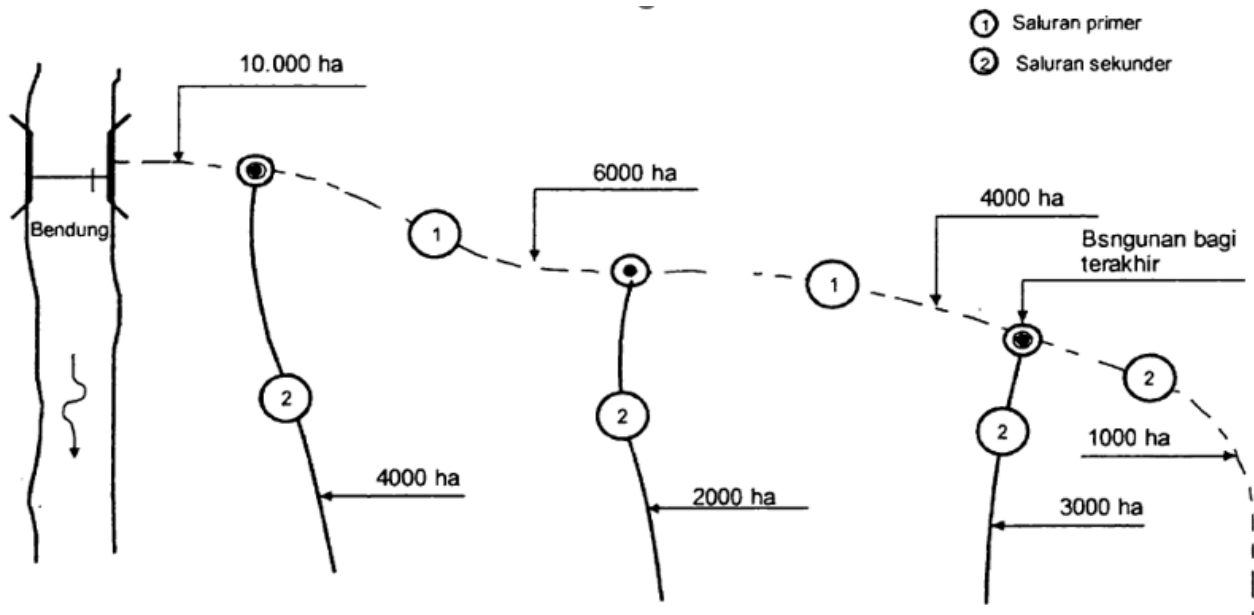 1 Saluran primer
2 Saluran sekunder
10.000 ha
6000 ha
4000 ha
Bsngunan bagi
terakhir
Bendung
1
1
2
2
2
2
1000 ha
4000 ha
2000 ha
3000 ha